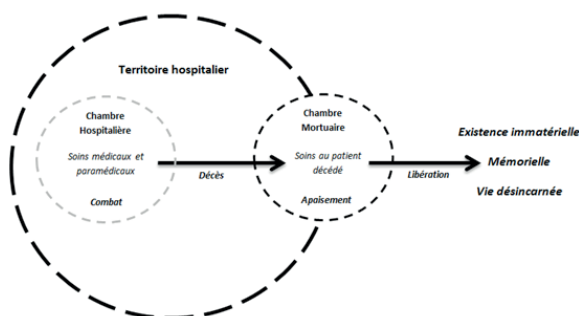 Territoire hospitalier
Chambre
Hospitalière
Soins médicaux et
paramédicaux
Combat
Décès
Chambre
Mortuaire
Soins au patient
décédé
Apaisement
Libération
Existence immatérielle
Mémorielle
Vie désincarnée